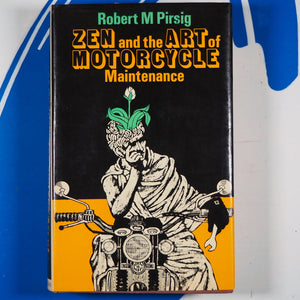 Robert M Pirsig
ZEN and the ART of
MOTORCYCLE
Maintenance